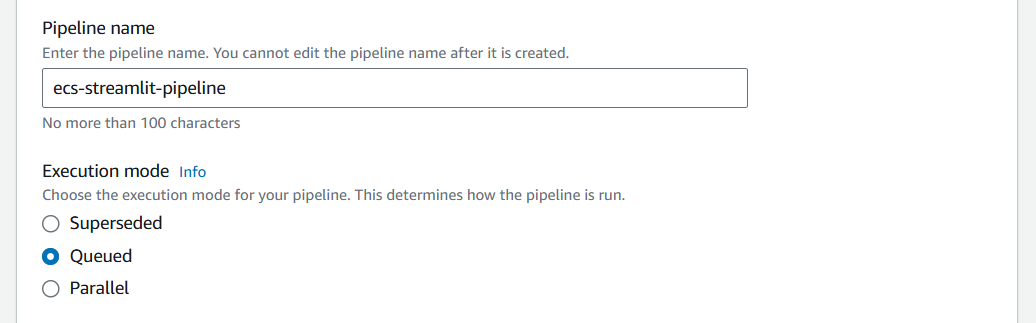 Pipeline name
Enter the pipeline name. You cannot edit the pipeline name after it is created.
ecs-streamlit-pipeline
No more than 100 characters
Execution mode Info
Choose the execution mode for your pipeline. This determines how the pipeline is run.
Superseded
Queued
Parallel